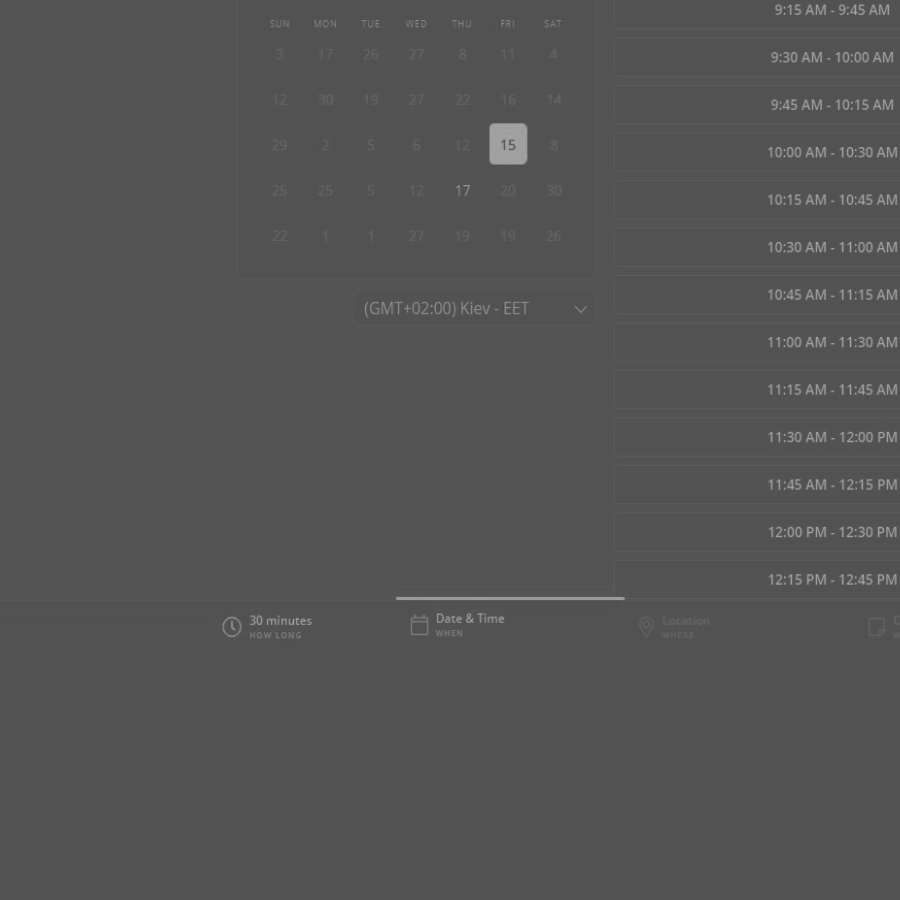 SUN MON TUE WED THU FRI SAT
3 17 26 27 8 11 4
12 30 19 27 22 16 14
29 2 5 6 12 15 8
25 25 5 12 17 20 30
22 1 1 27 19 19 26
(GMT+02:00) Kiev - EET
9:15 AM - 9:45 AM
9:30 AM - 10:00 AM
9:45 AM - 10:15 AM
10:00 AM - 10:30 AM
10:15 AM - 10:45 AM
10:30 AM - 11:00 AM
10:45 AM - 11:15 AM
11:00 AM - 11:30 AM
11:15 AM - 11:45 AM
11:30 AM - 12:00 PM
11:45 AM - 12:15 PM
12:00 PM - 12:30 PM
12:15 PM - 12:45 PM
30 minutes
HOW LONG
Date & Time
WHEN
Location
WHERE